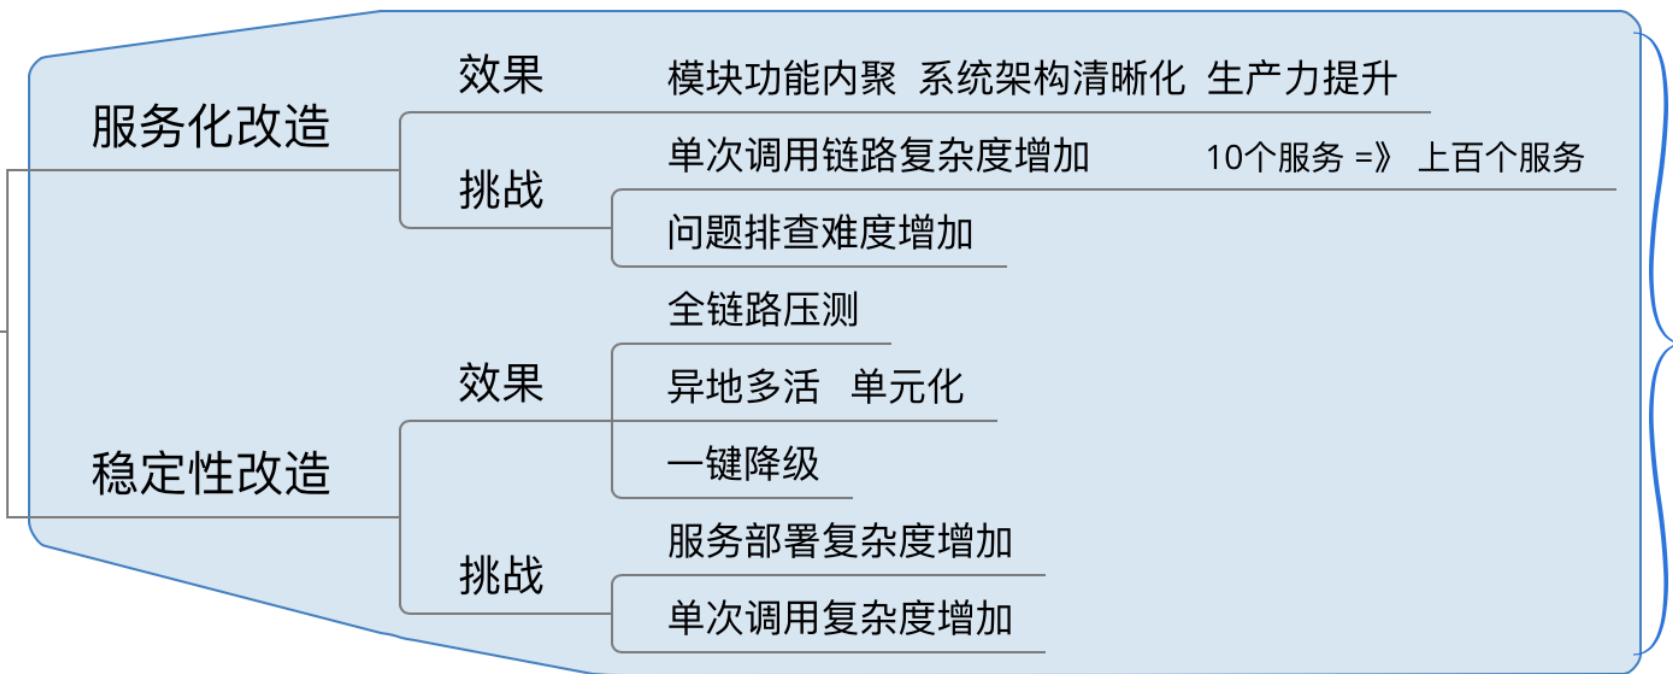 服务化改造
效果
模块功能内聚 系统架构清晰化 生产力提升
挑战
单次调用链路复杂度增加 10个服务 =》 上百个服务
问题排查难度增加
稳定性改造
效果
全链路压测
异地多活 单元化
一键降级
挑战
服务部署复杂度增加
单次调用复杂度增加